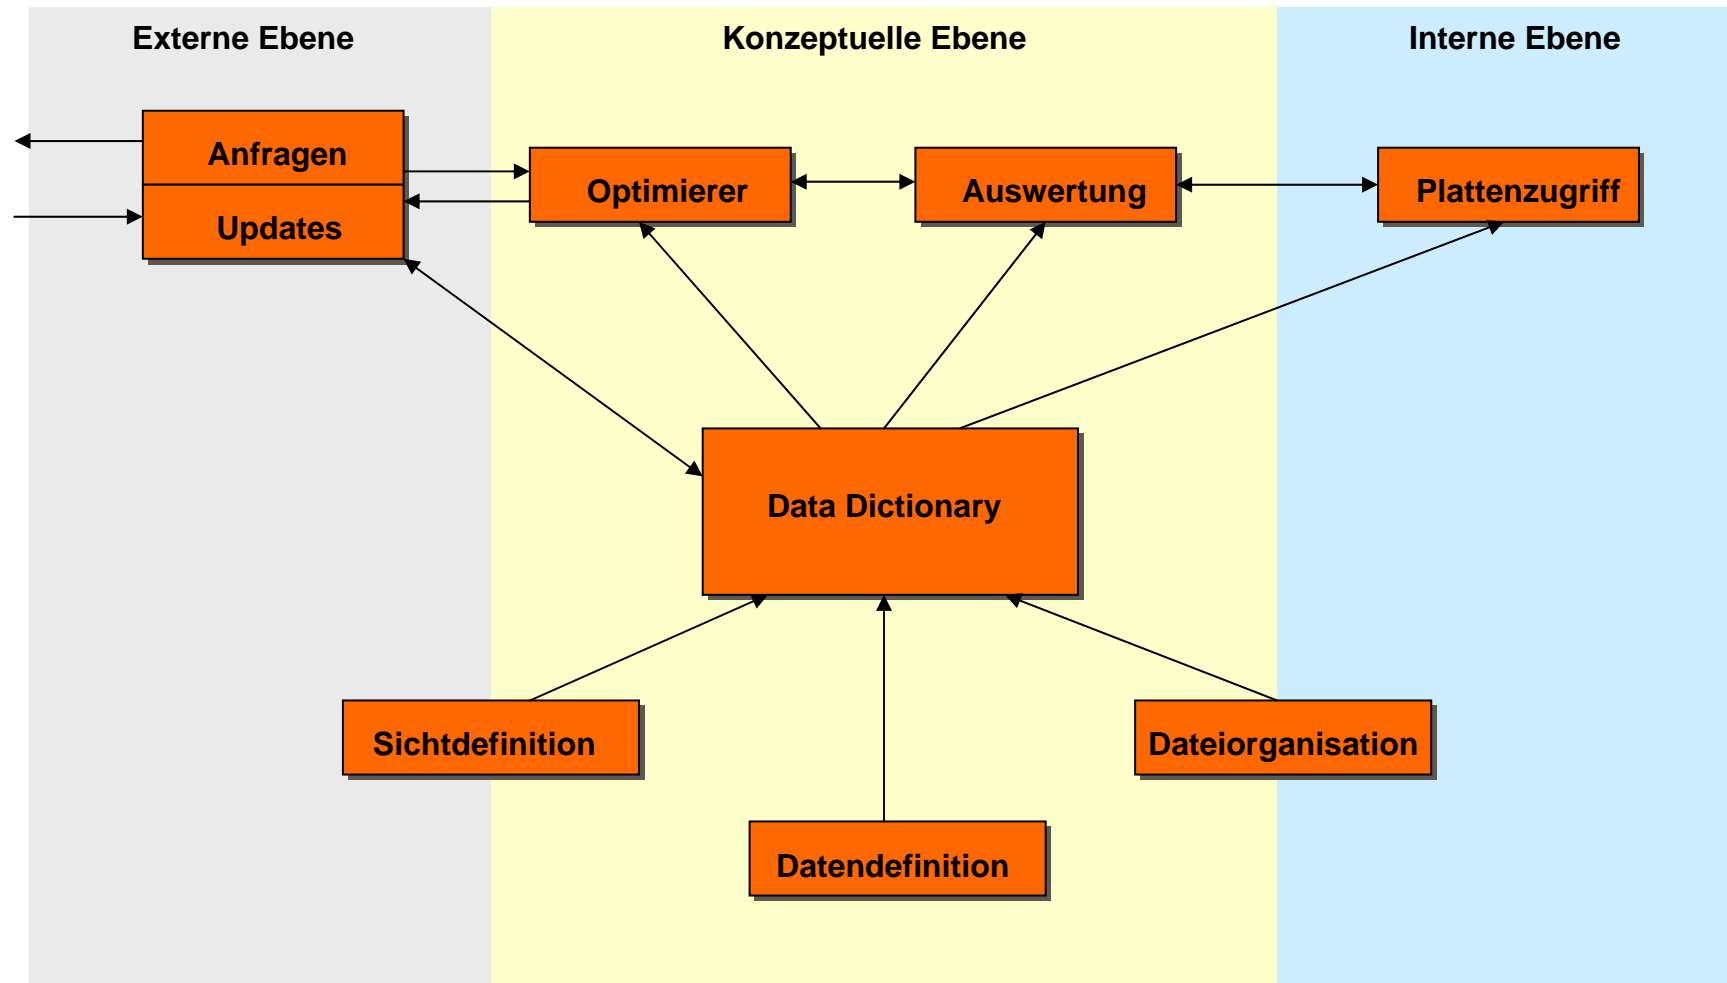 Externe Ebene
Konzeptuelle Ebene
Interne Ebene
Anfragen
Updates
Optimierer
Auswertung
Plattenzugriff
Data Dictionary
Sichtdefinition
Dateiorganisation
Datendefinition